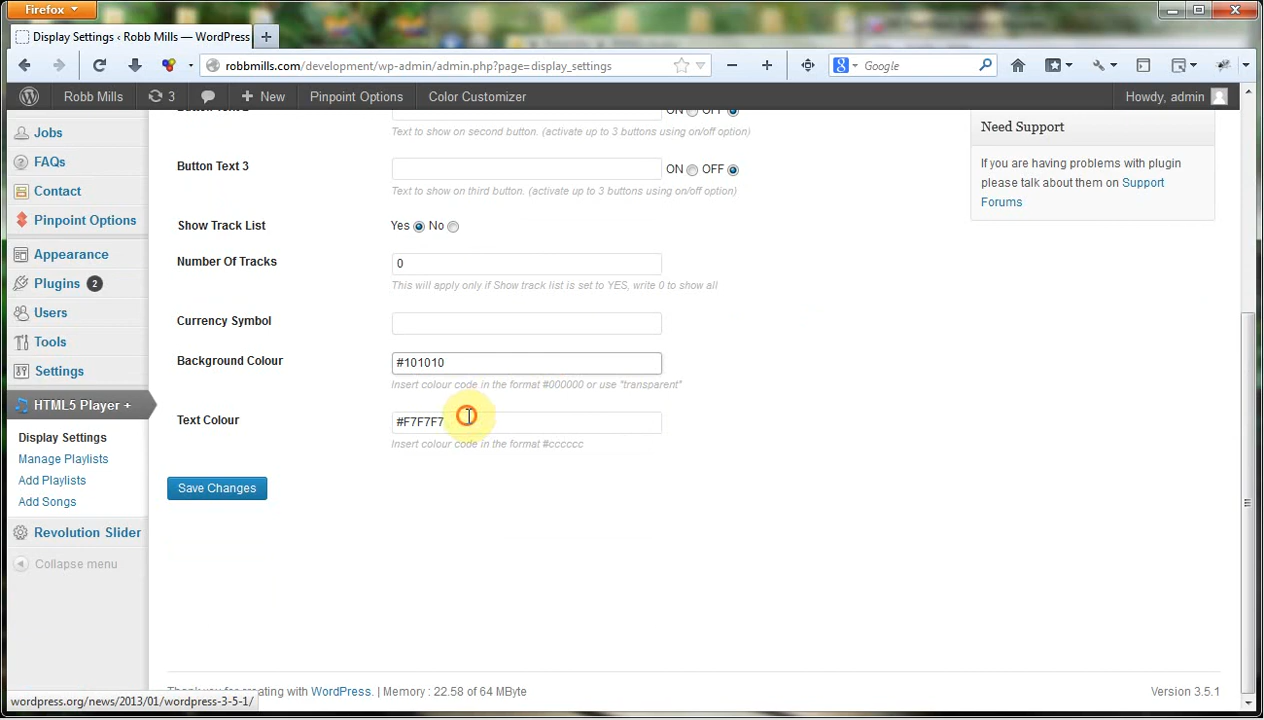 Firefox
Display Settings ‹ Robb Mills — WordPress
robbmills.com/development/wp-admin/admin.php?page=display_settings
Google
Robb Mills
3
New
Pinpoint Options
Color Customizer
Howdy, admin
Jobs
FAQs
Contact
Pinpoint Options
Appearance
Plugins 2
Users
Tools
Settings
HTML5 Player +
Display Settings
Manage Playlists
Add Playlists
Add Songs
Revolution Slider
Collapse menu
Button Text 2 ON OFF
Text to show on second button. (activate up to 3 buttons using on/off option)
Button Text 3 ON OFF
Text to show on third button. (activate up to 3 buttons using on/off option)
Show Track List Yes No
Number Of Tracks 0
This will apply only if Show track list is set to YES, write 0 to show all
Currency Symbol
Background Colour #101010
Insert colour code in the format #000000 or use "transparent"
Text Colour #F7F7F7
Insert colour code in the format #cccccc
Save Changes
Need Support
If you are having problems with plugin
please talk about them on Support
Forums
Thank you for creating with WordPress. | Memory : 22.58 of 64 MByte
Version 3.5.1
wordpress.org/news/2013/01/wordpress-3-5-1/